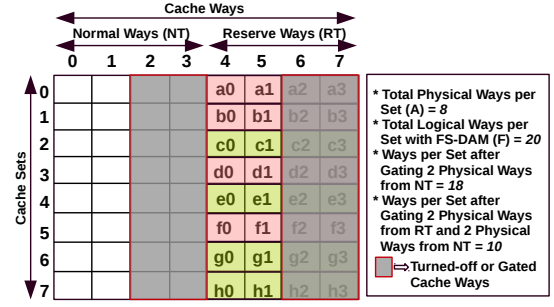 Cache Ways
Normal Ways (NT) Reserve Ways (RT)
0 1 2 3 4 5 6 7
Cache Sets
0 a0 a1 a2 a3
1 b0 b1 b2 b3
2 c0 c1 c2 c3
3 d0 d1 d2 d3
4 e0 e1 e2 e3
5 f0 f1 f2 f3
6 g0 g1 g2 g3
7 h0 h1 h2 h3
* Total Physical Ways per
Set (A) = 8
* Total Logical Ways per
Set with FS-DAM (F) = 20
* Ways per Set after
Gating 2 Physical Ways
from NT = 18
* Ways per Set after
Gating 2 Physical Ways
from RT and 2 Physical
Ways from NT = 10
⇨Turned-off or Gated
Cache Ways